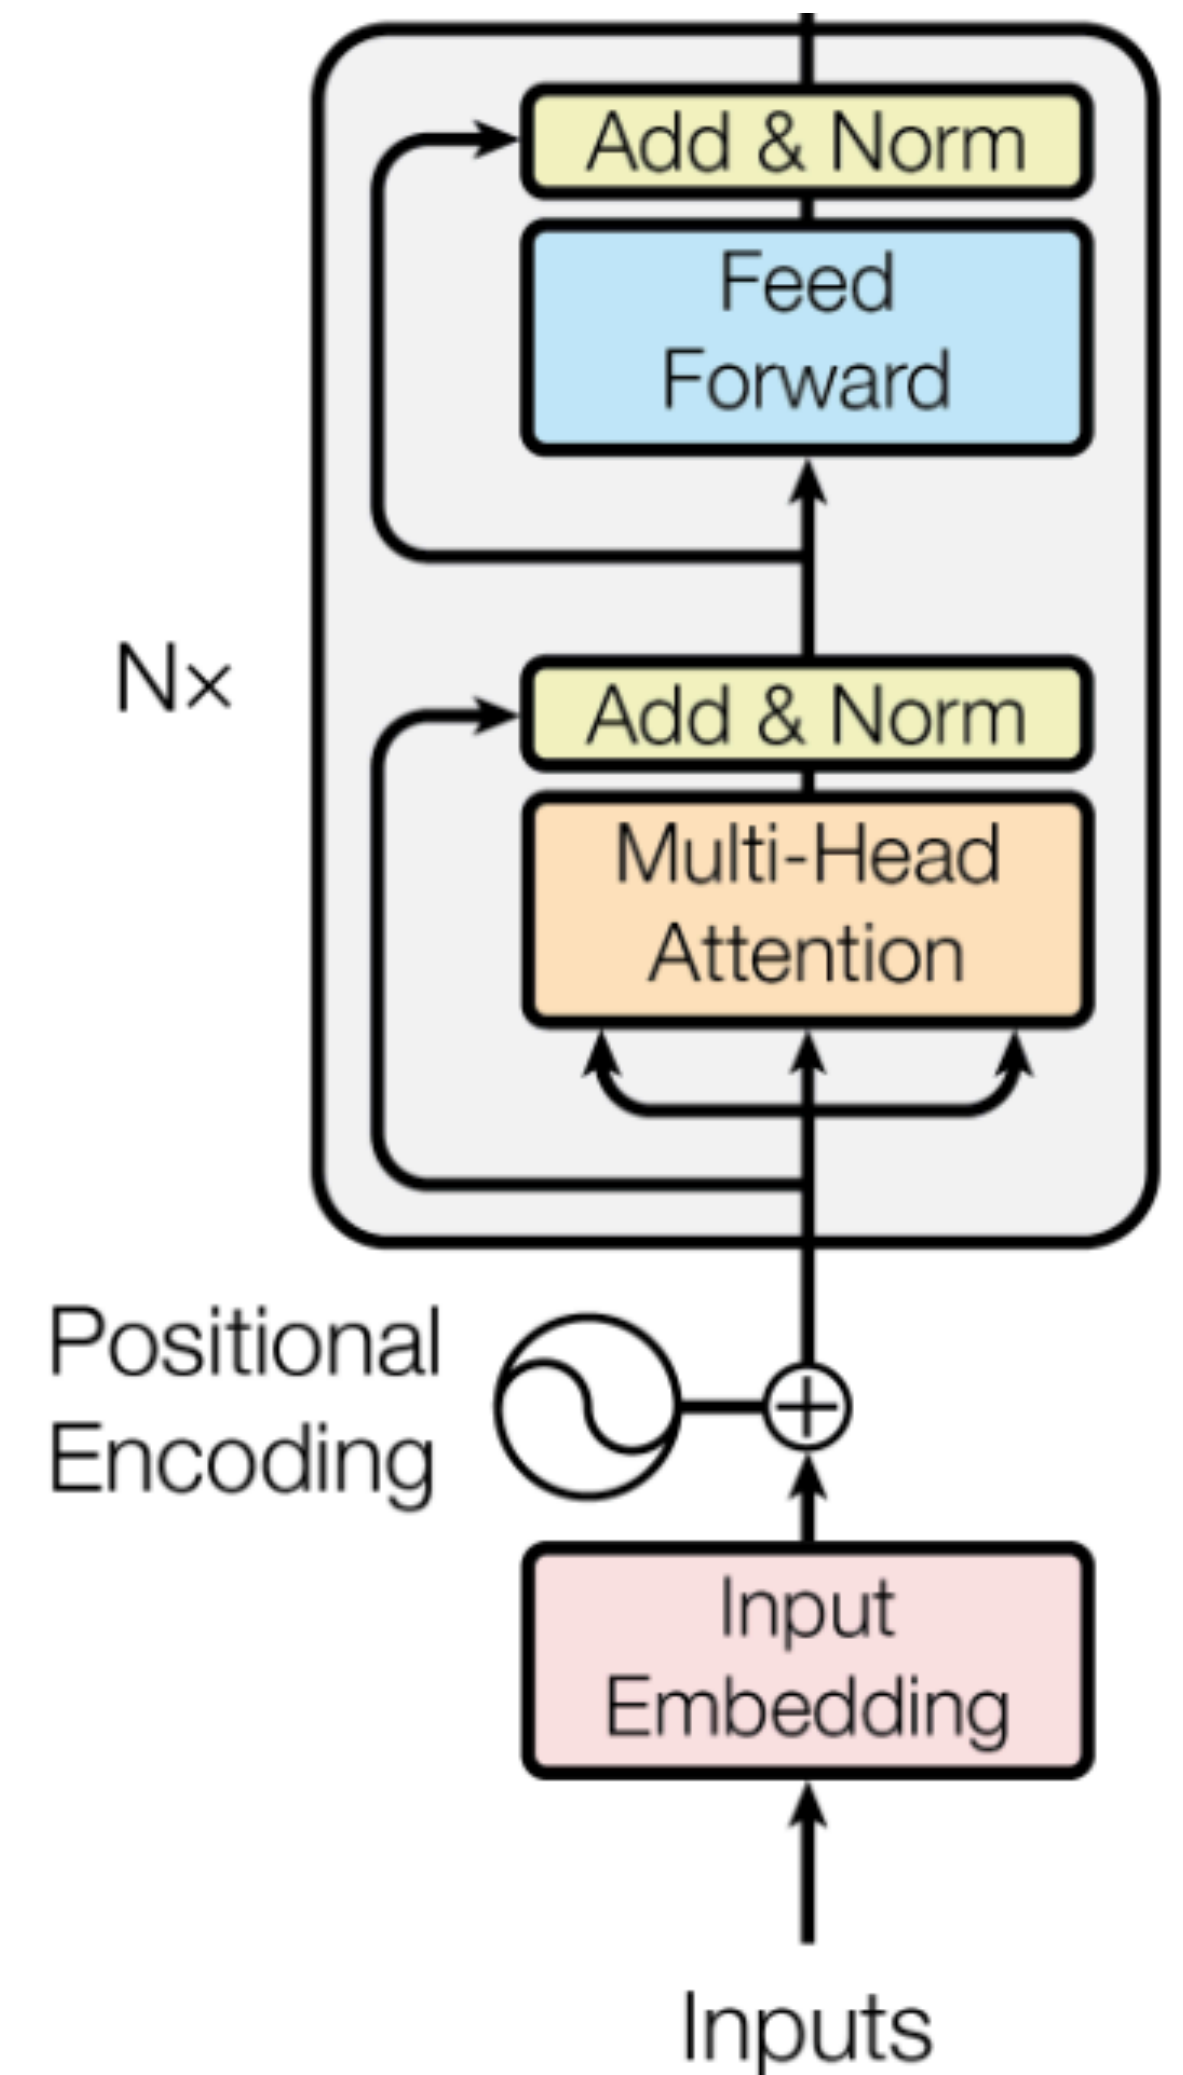 Add & Norm
Feed
Forward
Nx
Add & Norm
Multi-Head
Attention
Positional
Encoding
Input
Embedding
Inputs